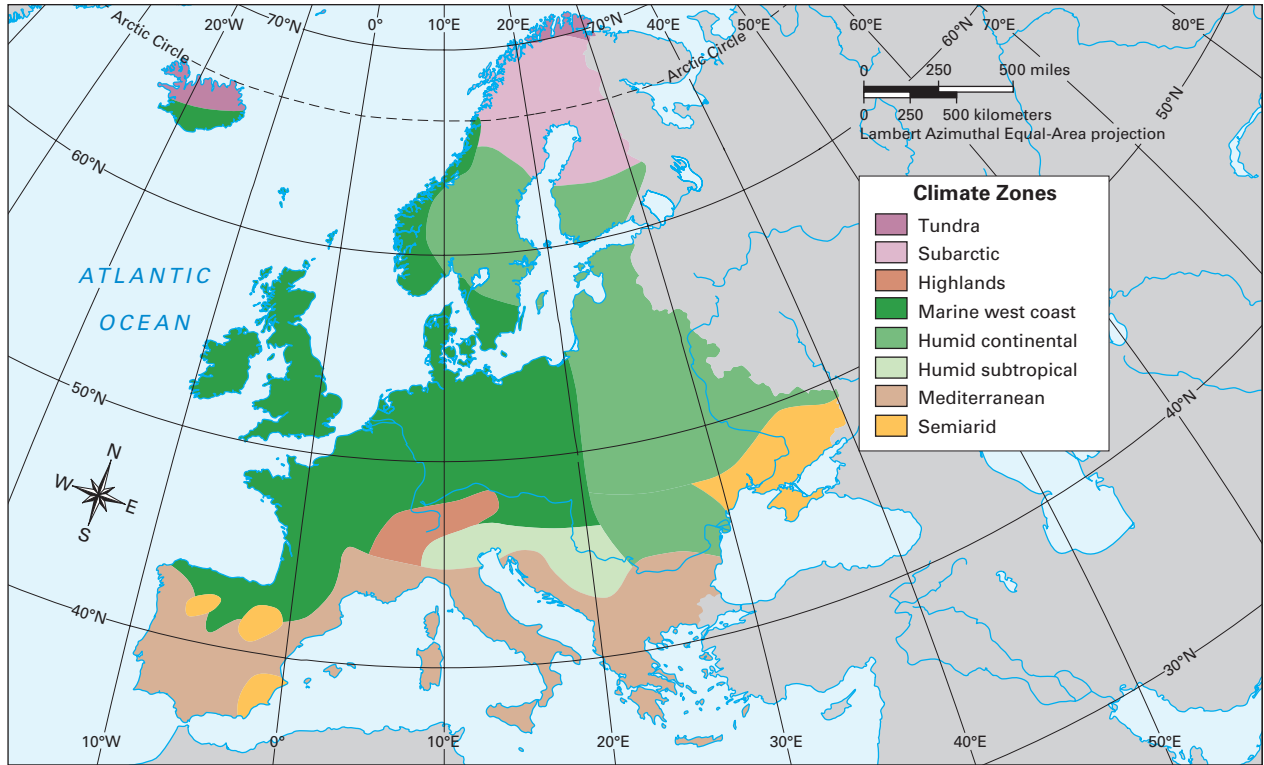 Arctic Circle
20°W
70°N
0°
10°E
20°E
70°N
40°E
50°E
60°E
60°N
70°E
80°E
Arctic Circle
0 250 500 miles
0 250 500 kilometers
Lambert Azimuthal Equal-Area projection
50°N
60°N
Climate Zones
Tundra
Subarctic
Highlands
Marine west coast
Humid continental
Humid subtropical
Mediterranean
Semiarid
ATLANTIC
OCEAN
50°N
40°N
N
W
E
S
40°N
30°N
10°W
0°
10°E
20°E
30°E
40°E
50°E